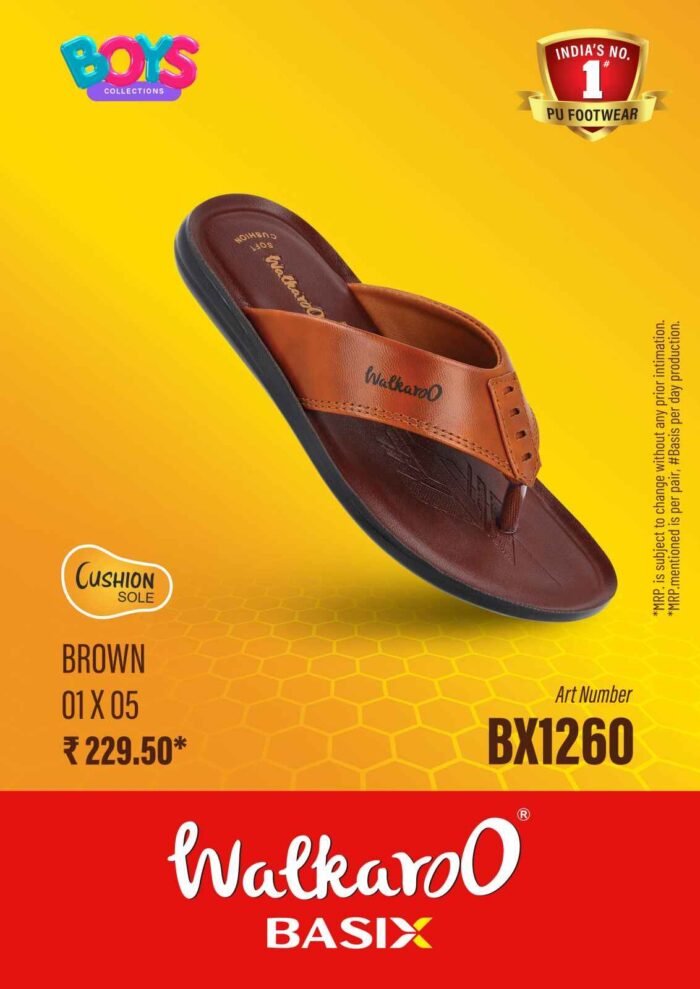 BOYS
COLLECTIONS
INDIA'S NO.
1#
PU FOOTWEAR
SOFT
CUSHION
WalkaroO
WalkaroO
*MRP. is subject to change without any prior intimation.
*MRP.mentioned is per pair, #Basis per day production.
CUSHION
SOLE
BROWN
01 X 05
₹ 229.50*
Art Number
BX1260
WalkaroO®
BASIX